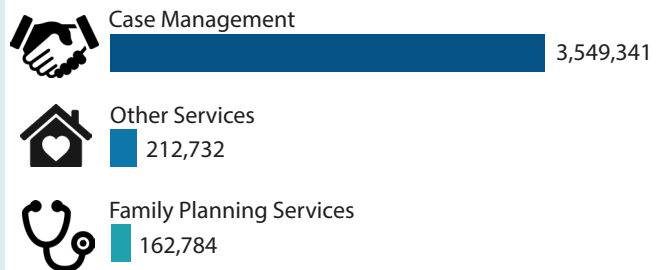 Case Management
3,549,341
Other Services
212,732
Family Planning Services
162,784